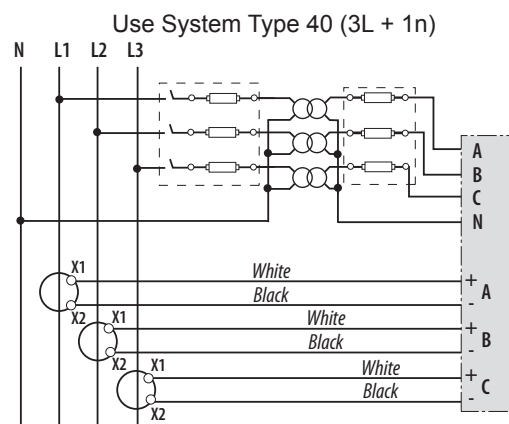 Use System Type 40 (3L + 1n)
N L1 L2 L3
A
B
C
N
X1
White
+
A
Black
-
X2
X1
White
+
B
Black
-
X2
X1
White
+
C
Black
-
X2